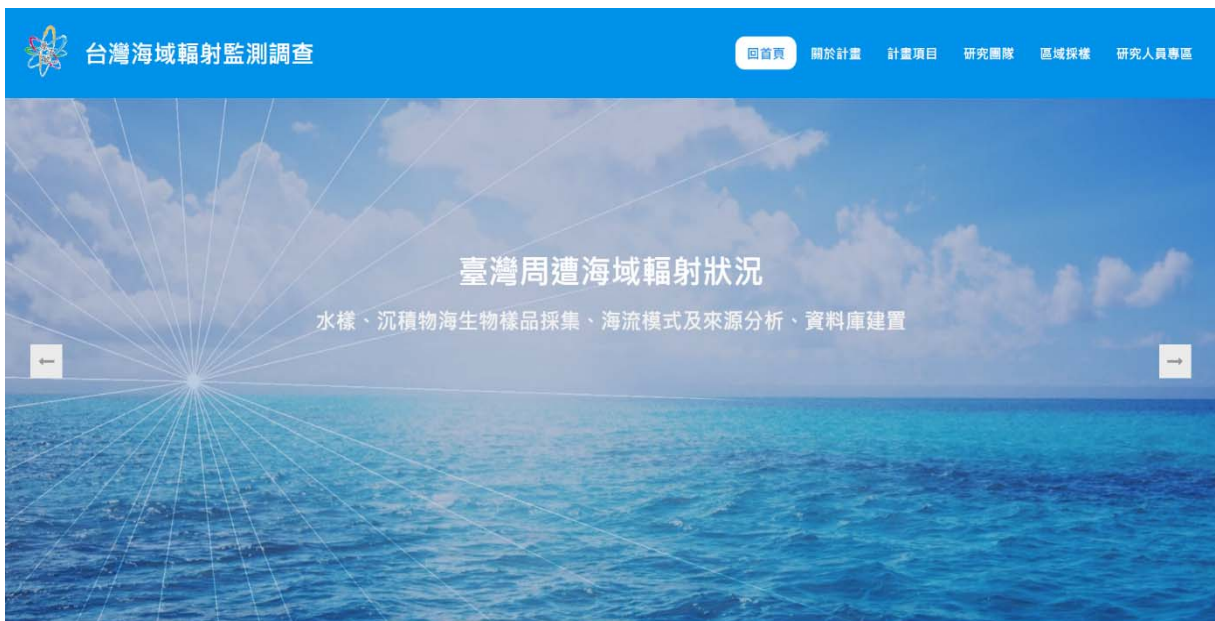 台灣海域輻射監測調查
回首頁 關於計畫 計畫項目 研究團隊 區域採樣 研究人員專區
臺灣周遭海域輻射狀況
水樣、沉積物海生物樣品採集、海流模式及來源分析、資料庫建置